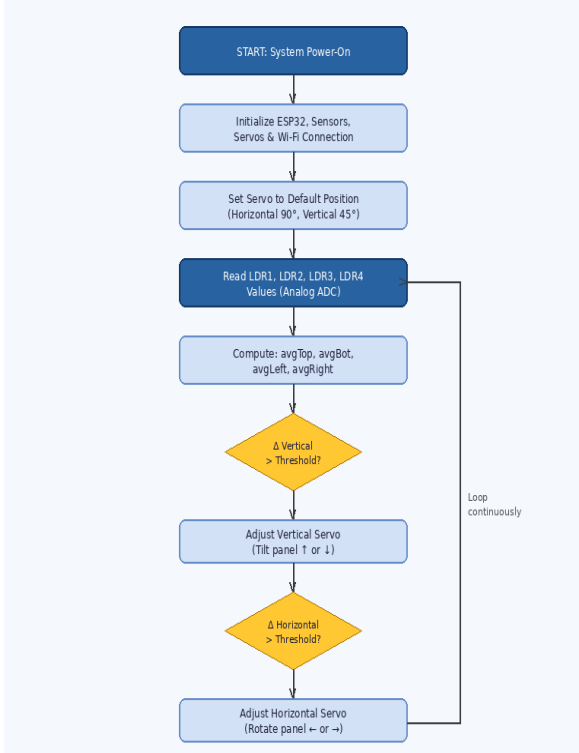 START: System Power-On
Initialize ESP32, Sensors,
Servos & Wi-Fi Connection
Set Servo to Default Position
(Horizontal 90°, Vertical 45°)
Read LDR1, LDR2, LDR3, LDR4
Values (Analog ADC)
Compute: avgTop, avgBot,
avgLeft, avgRight
Δ Vertical
> Threshold?
Loop
continuously
Adjust Vertical Servo
(Tilt panel ↑ or ↓)
Δ Horizontal
> Threshold?
Adjust Horizontal Servo
(Rotate panel ← or →)